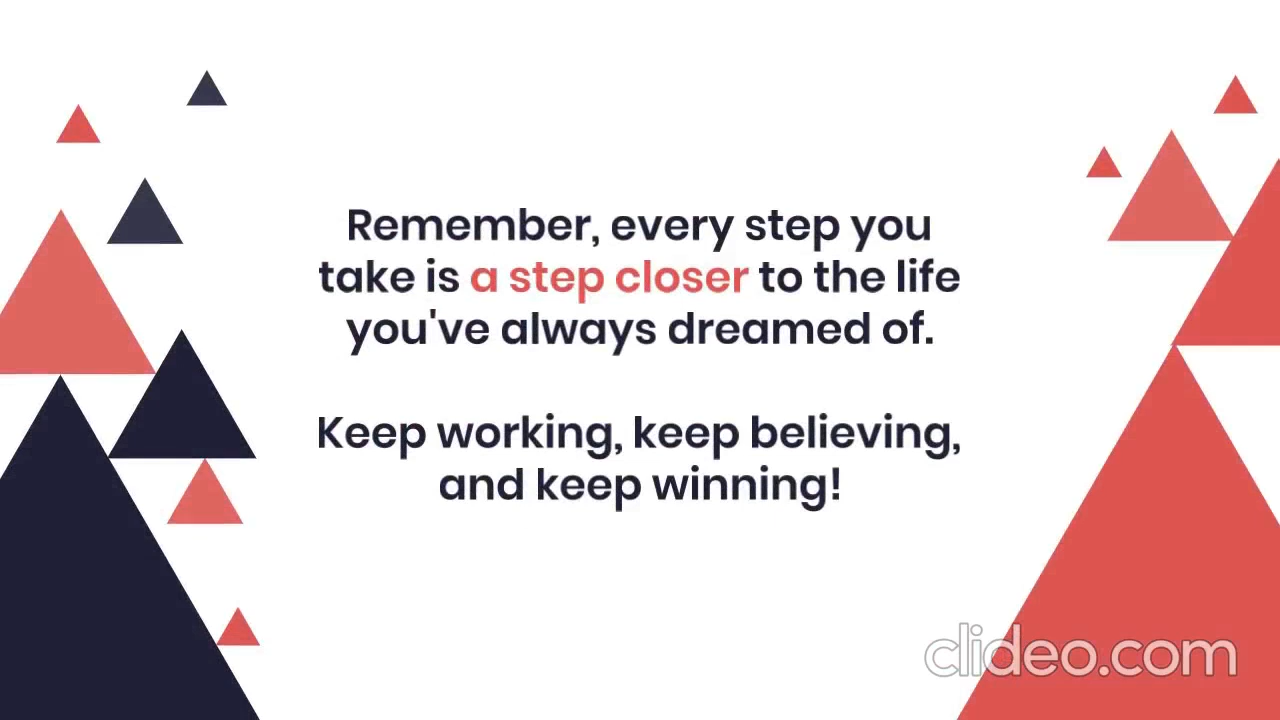 Remember, every step you
take is a step closer to the life
you've always dreamed of.
Keep working, keep believing,
and keep winning!
clideo.com